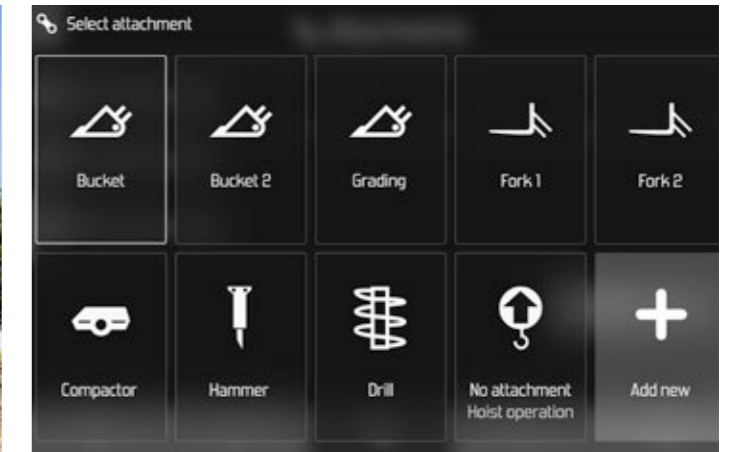 Select attachment
Bucket
Bucket 2
Grading
Fork 1
Fork 2
Compactor
Hammer
Drill
No attachment
Hoist operation
Add new